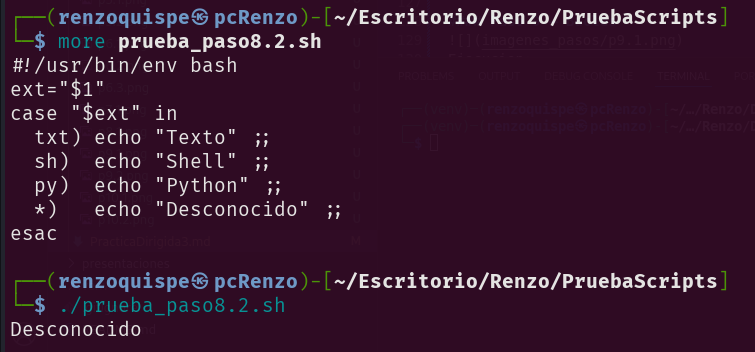 ┌──(renzoquispe㉿pcRenzo)-[~/Escritorio/Renzo/PruebaScripts]
└─$ more prueba_paso8.2.sh
#!/usr/bin/env bash
ext="$1"
case "$ext" in
  txt) echo "Texto" ;;
  sh)  echo "Shell" ;;
  py)  echo "Python" ;;
  *)   echo "Desconocido" ;;
esac

┌──(renzoquispe㉿pcRenzo)-[~/Escritorio/Renzo/PruebaScripts]
└─$ ./prueba_paso8.2.sh
Desconocido